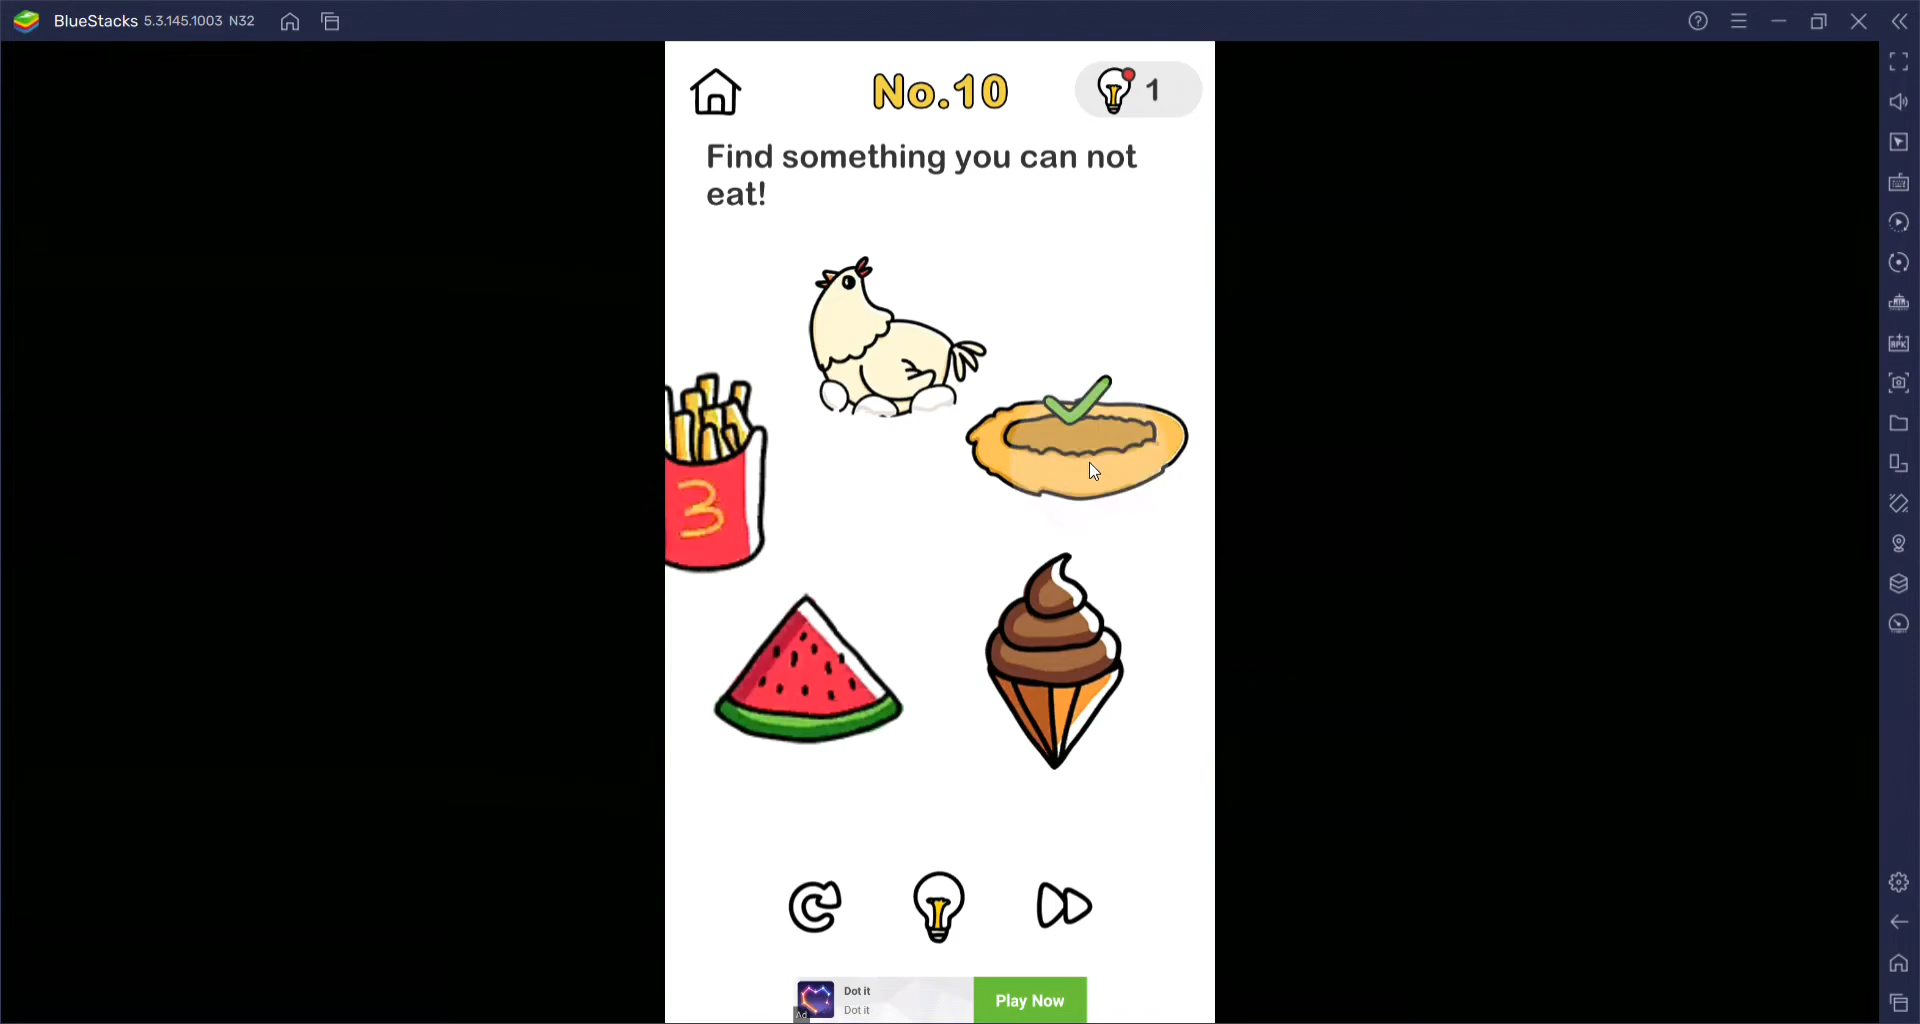 BlueStacks 5.3.145.1003 N32
No.10
1
Find something you can not
eat!
3
Dot it
Dot it
Ad
Play Now